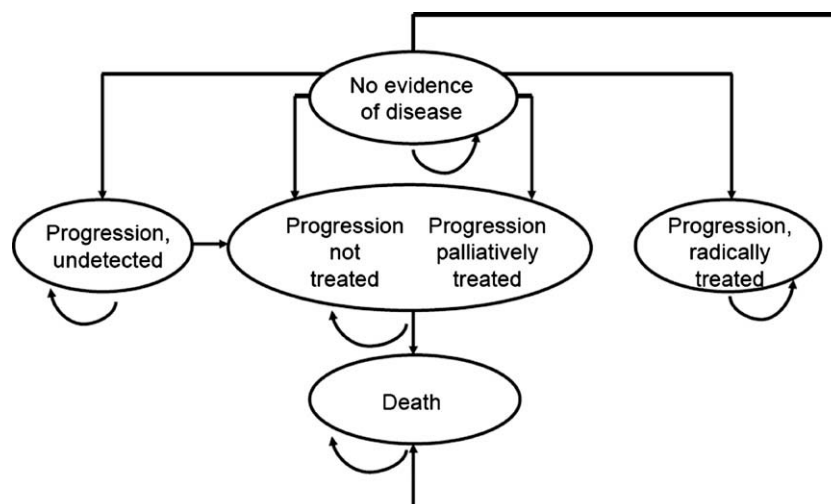 No evidence
of disease
Progression,
undetected
Progression
not
treated
Progression
palliatively
treated
Progression,
radically
treated
Death